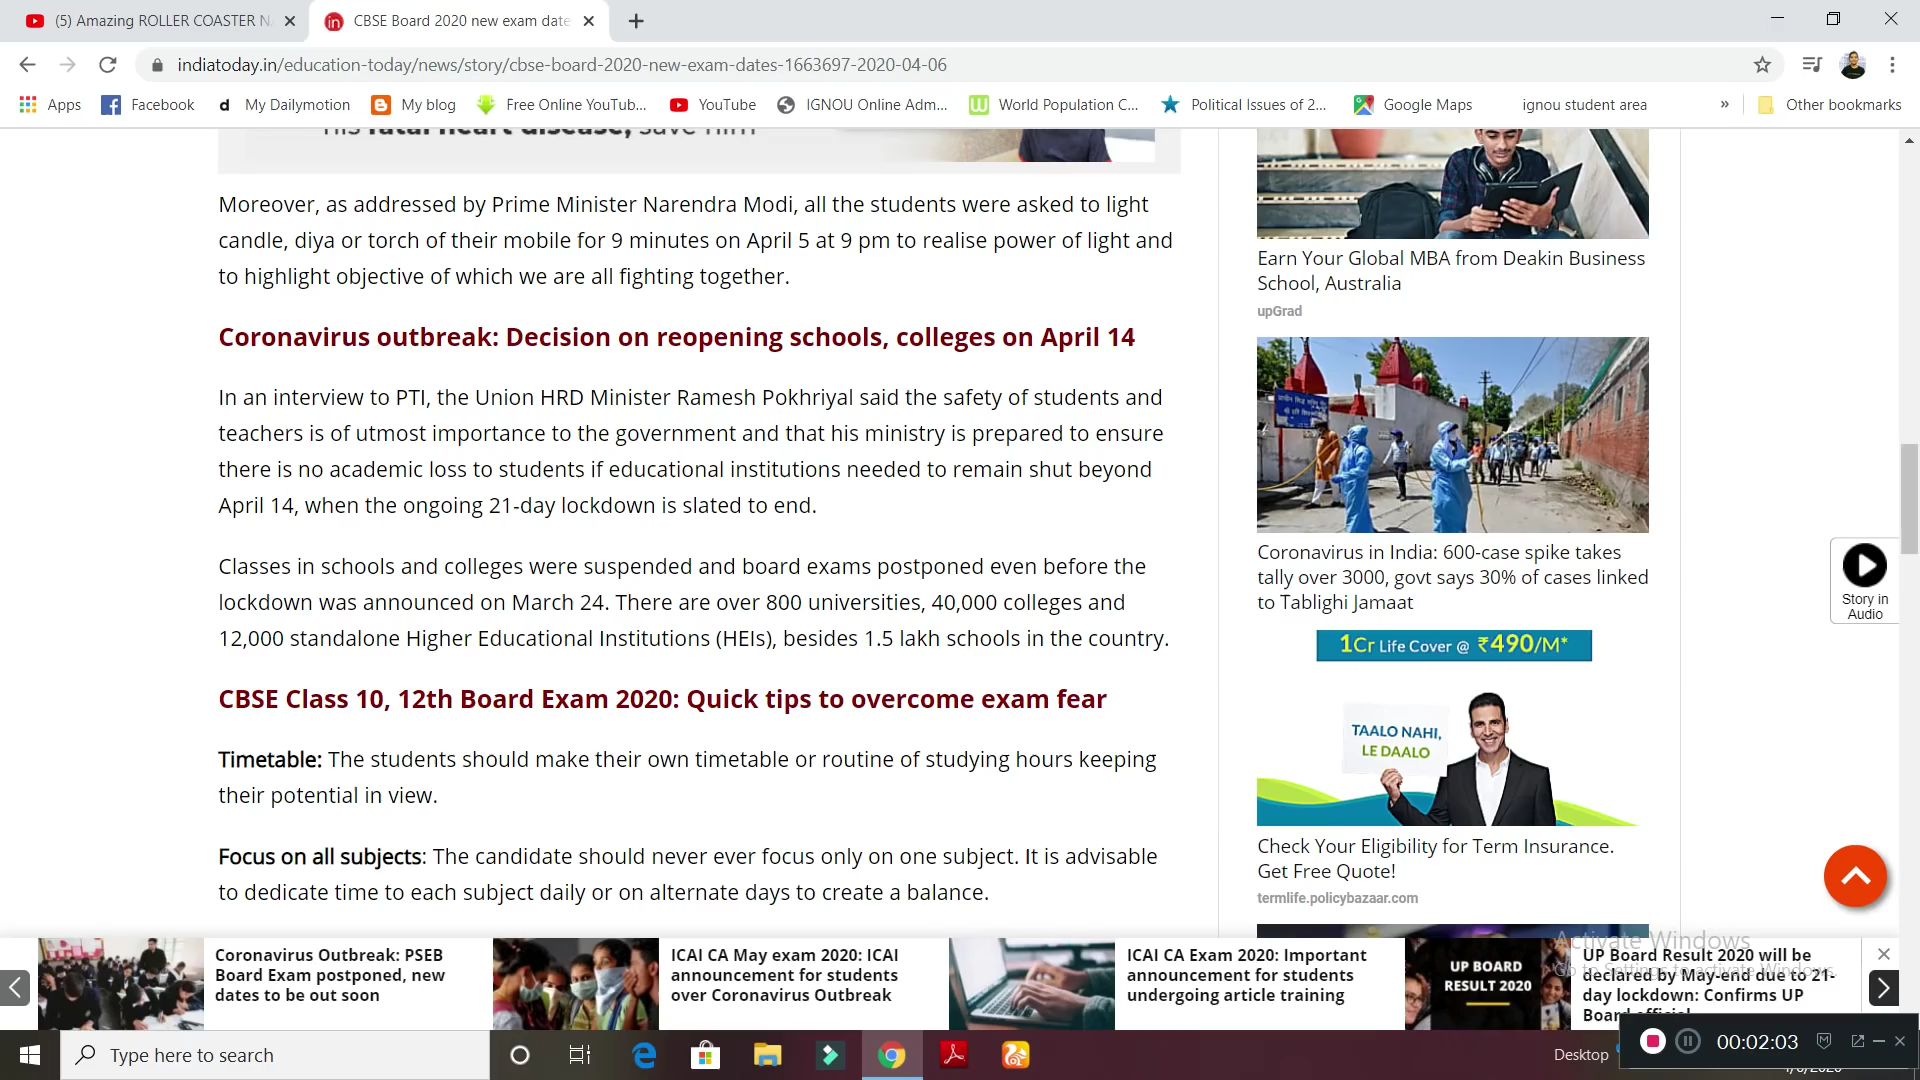 (5) Amazing ROLLER COASTER N
CBSE Board 2020 new exam date
indiatoday.in/education-today/news/story/cbse-board-2020-new-exam-dates-1663697-2020-04-06
Apps
Facebook
d My Dailymotion
My blog
Free Online YouTub...
YouTube
IGNOU Online Adm...
World Population C...
Political Issues of 2...
Google Maps
ignou student area
»
Other bookmarks
his fatal heart disease, save him
Moreover, as addressed by Prime Minister Narendra Modi, all the students were asked to light
candle, diya or torch of their mobile for 9 minutes on April 5 at 9 pm to realise power of light and
to highlight objective of which we are all fighting together.
Coronavirus outbreak: Decision on reopening schools, colleges on April 14
In an interview to PTI, the Union HRD Minister Ramesh Pokhriyal said the safety of students and
teachers is of utmost importance to the government and that his ministry is prepared to ensure
there is no academic loss to students if educational institutions needed to remain shut beyond
April 14, when the ongoing 21-day lockdown is slated to end.
Classes in schools and colleges were suspended and board exams postponed even before the
lockdown was announced on March 24. There are over 800 universities, 40,000 colleges and
12,000 standalone Higher Educational Institutions (HEIs), besides 1.5 lakh schools in the country.
CBSE Class 10, 12th Board Exam 2020: Quick tips to overcome exam fear
Timetable: The students should make their own timetable or routine of studying hours keeping
their potential in view.
Focus on all subjects: The candidate should never ever focus only on one subject. It is advisable
to dedicate time to each subject daily or on alternate days to create a balance.
Earn Your Global MBA from Deakin Business
School, Australia
upGrad
Coronavirus in India: 600-case spike takes
tally over 3000, govt says 30% of cases linked
to Tablighi Jamaat
1Cr Life Cover @ ₹490/M*
TAALO NAHI,
LE DAALO
Check Your Eligibility for Term Insurance.
Get Free Quote!
termlife.policybazaar.com
Story in
Audio
Activate Windows
Go to Settings to activate Windows.
Coronavirus Outbreak: PSEB
Board Exam postponed, new
dates to be out soon
ICAI CA May exam 2020: ICAI
announcement for students
over Coronavirus Outbreak
ICAI CA Exam 2020: Important
announcement for students
undergoing article training
UP BOARD
RESULT 2020
UP Board Result 2020 will be
declared by May-end due to 21-
day lockdown: Confirms UP
Board official
Type here to search
Desktop
00:02:03